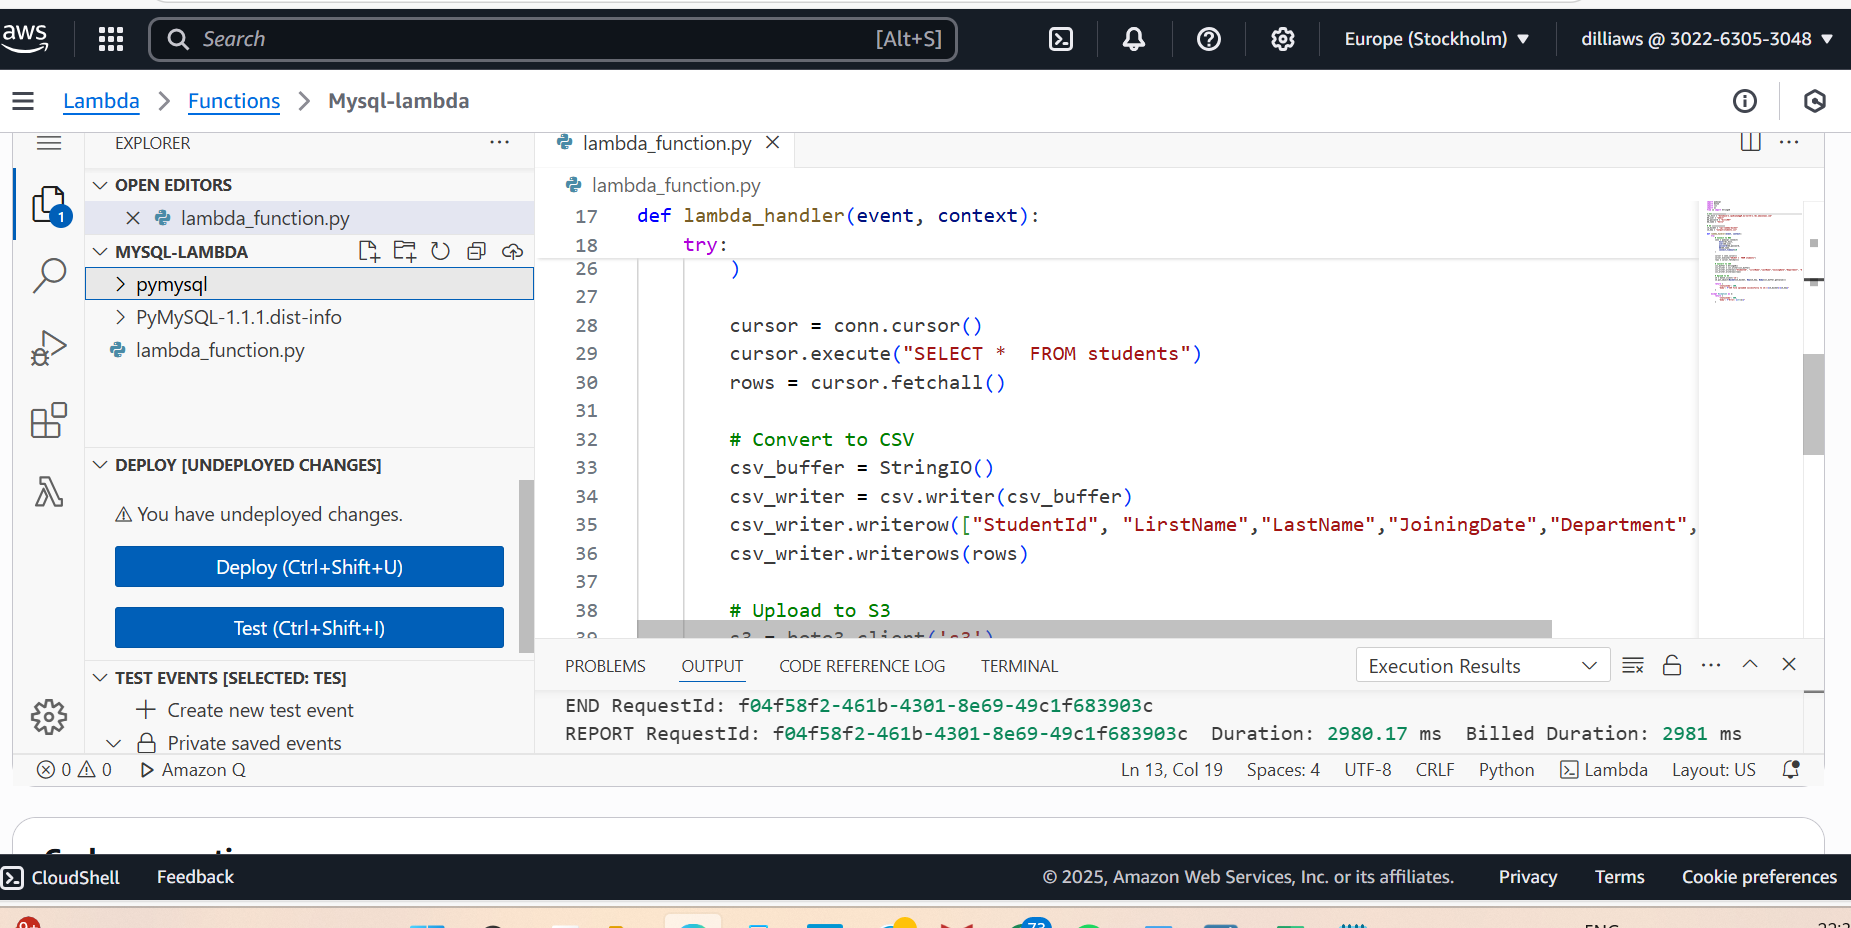 aws
Search [Alt+S]
Europe (Stockholm)
dilliaws @ 3022-6305-3048
Lambda
Functions
Mysql-lambda
EXPLORER
OPEN EDITORS
lambda_function.py
MYSQL-LAMBDA
pymysql
PyMySQL-1.1.1.dist-info
lambda_function.py
1
DEPLOY [UNDEPLOYED CHANGES]
You have undeployed changes.
Deploy (Ctrl+Shift+U)
Test (Ctrl+Shift+I)
TEST EVENTS [SELECTED: TES]
Create new test event
Private saved events
lambda_function.py
lambda_function.py
17 def lambda_handler(event, context):
18 try:
26 )
27
28 cursor = conn.cursor()
29 cursor.execute("SELECT *  FROM students")
30 rows = cursor.fetchall()
31
32 # Convert to CSV
33 csv_buffer = StringIO()
34 csv_writer = csv.writer(csv_buffer)
35 csv_writer.writerow(["StudentId", "LirstName","LastName","JoiningDate","Department",
36 csv_writer.writerows(rows)
37
38 # Upload to S3
39 s3 = boto3.client('s3')
PROBLEMS OUTPUT CODE REFERENCE LOG TERMINAL
Execution Results
END RequestId: f04f58f2-461b-4301-8e69-49c1f683903c
REPORT RequestId: f04f58f2-461b-4301-8e69-49c1f683903c Duration: 2980.17 ms Billed Duration: 2981 ms
0 0 Amazon Q
Ln 13, Col 19 Spaces: 4 UTF-8 CRLF Python Lambda Layout: US
CloudShell Feedback
© 2025, Amazon Web Services, Inc. or its affiliates. Privacy Terms Cookie preferences